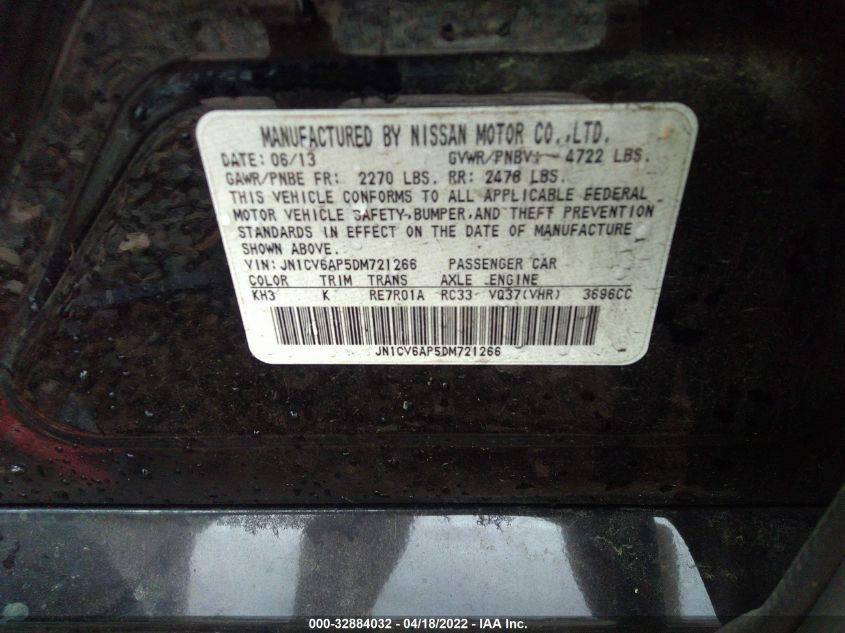 MANUFACTURED BY NISSAN MOTOR CO.,LTD.
DATE: 06/13 GVWR/PNBV: 4722 LBS.
GAWR/PNBE FR: 2270 LBS. RR: 2478 LBS.
THIS VEHICLE CONFORMS TO ALL APPLICABLE FEDERAL
MOTOR VEHICLE SAFETY,BUMPER,AND THEFT PREVENTION
STANDARDS IN EFFECT ON THE DATE OF MANUFACTURE
SHOWN ABOVE.
VIN: JN1CV6AP5DM721266 PASSENGER CAR
COLOR TRIM TRANS AXLE ENGINE
KH3 K RE7R01A RC33 VQ37(VHR) 3696CC
JN1CV6AP5DM721266
000-32884032 - 04/18/2022 - IAA Inc.